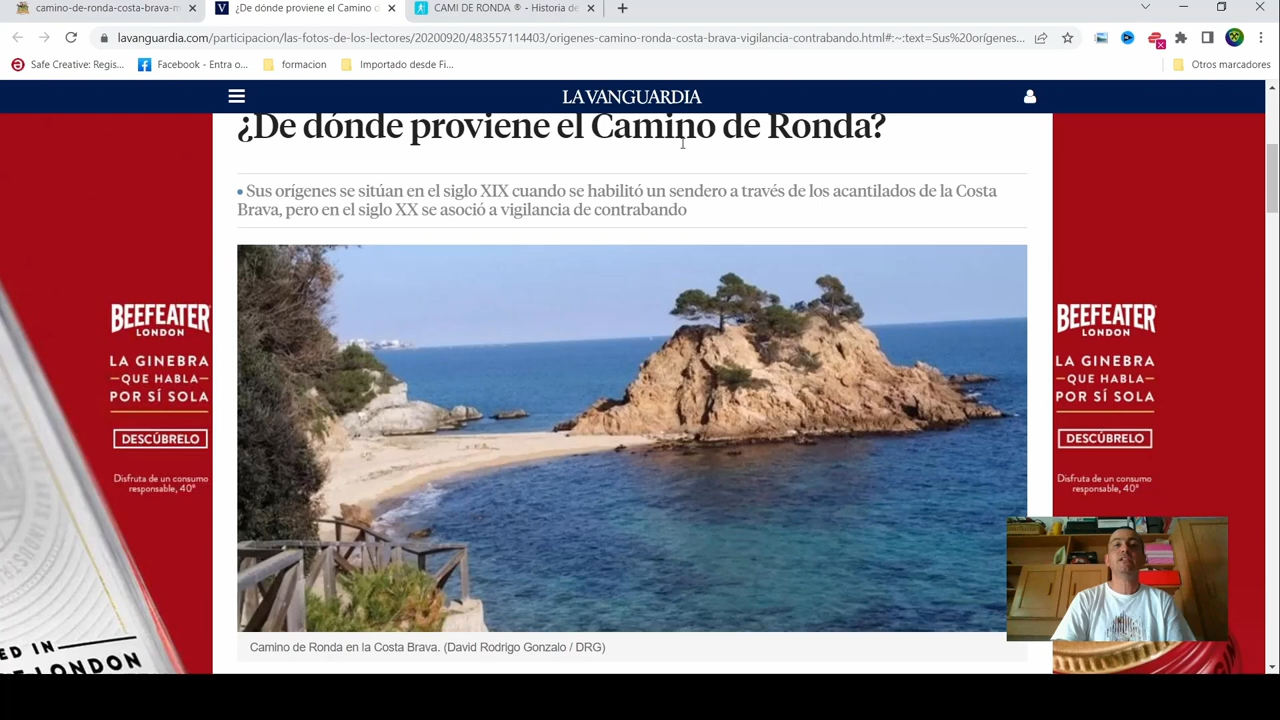 camino-de-ronda-costa-brava-m
¿De dónde proviene el Camino d
CAMI DE RONDA ® - Historia de
lavanguardia.com/participacion/las-fotos-de-los-lectores/20200920/483557114403/origenes-camino-ronda-costa-brava-vigilancia-contrabando.html#:~:text=Sus%20orígenes...
Safe Creative: Regis...
Facebook - Entra o...
formacion
Importado desde Fi...
Otros marcadores
LA VANGUARDIA
¿De dónde proviene el Camino de Ronda?
• Sus orígenes se sitúan en el siglo XIX cuando se habilitó un sendero a través de los acantilados de la Costa
Brava, pero en el siglo XX se asoció a vigilancia de contrabando
BEEFEATER
LONDON
LA GINEBRA
QUE HABLA
POR SÍ SOLA
DESCÚBRELO
Disfruta de un consumo
responsable, 40º
BEEFEATER
LONDON
LA GINEBRA
QUE HABLA
POR SÍ SOLA
DESCÚBRELO
Disfruta de un consumo
responsable, 40º
ED IN
LONDON
Camino de Ronda en la Costa Brava. (David Rodrigo Gonzalo / DRG)